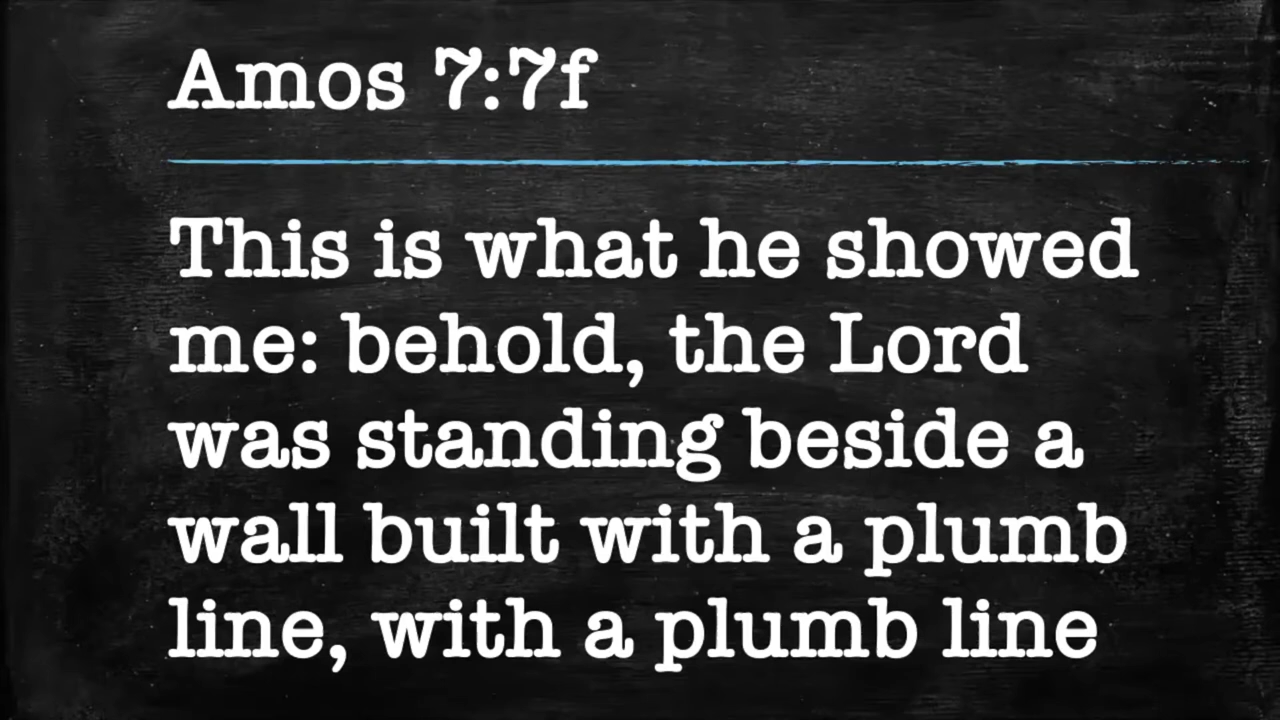 Amos 7:7f
This is what he showed
me: behold, the Lord
was standing beside a
wall built with a plumb
line, with a plumb line